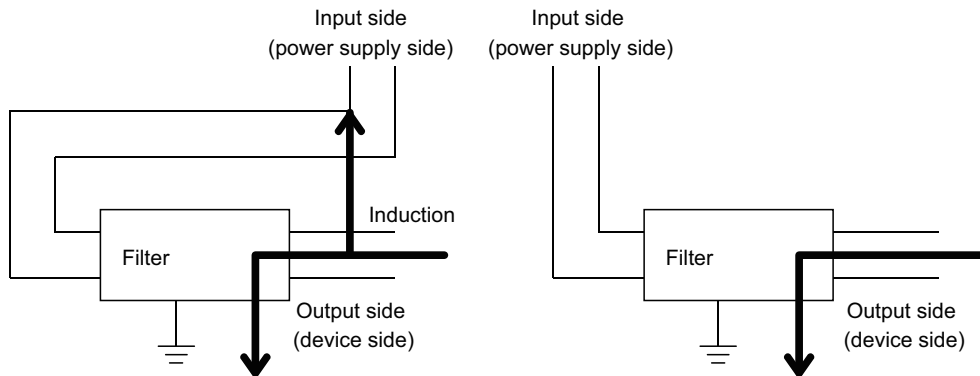 Input side
(power supply side)
Induction
Filter
Output side
(device side)
Input side
(power supply side)
Filter
Output side
(device side)